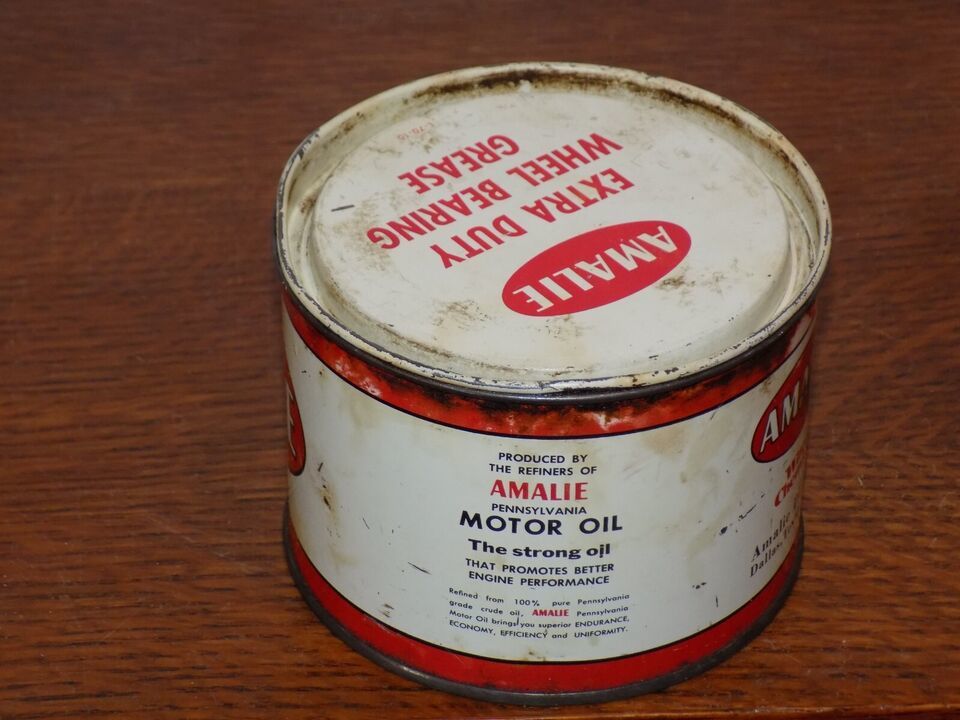 AMALIE
EXTRA DUTY
WHEEL BEARING
GREASE
PRODUCED BY
THE REFINERS OF
AMALIE
PENNSYLVANIA
MOTOR OIL
The strong oil
THAT PROMOTES BETTER
ENGINE PERFORMANCE
Refined from 100% pure Pennsylvania
grade crude oil, AMALIE Pennsylvania
Motor Oil brings you superior ENDURANCE,
ECONOMY, EFFICIENCY and UNIFORMITY.
Amalie
Dallas